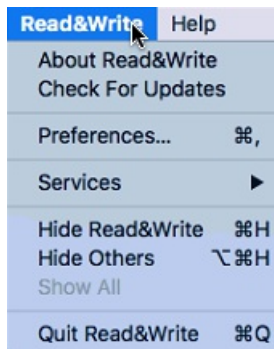 Read&Write Help
About Read&Write
Check For Updates
Preferences... ⌘,
Services ▶
Hide Read&Write ⌘H
Hide Others ⌥⌘H
Show All
Quit Read&Write ⌘Q